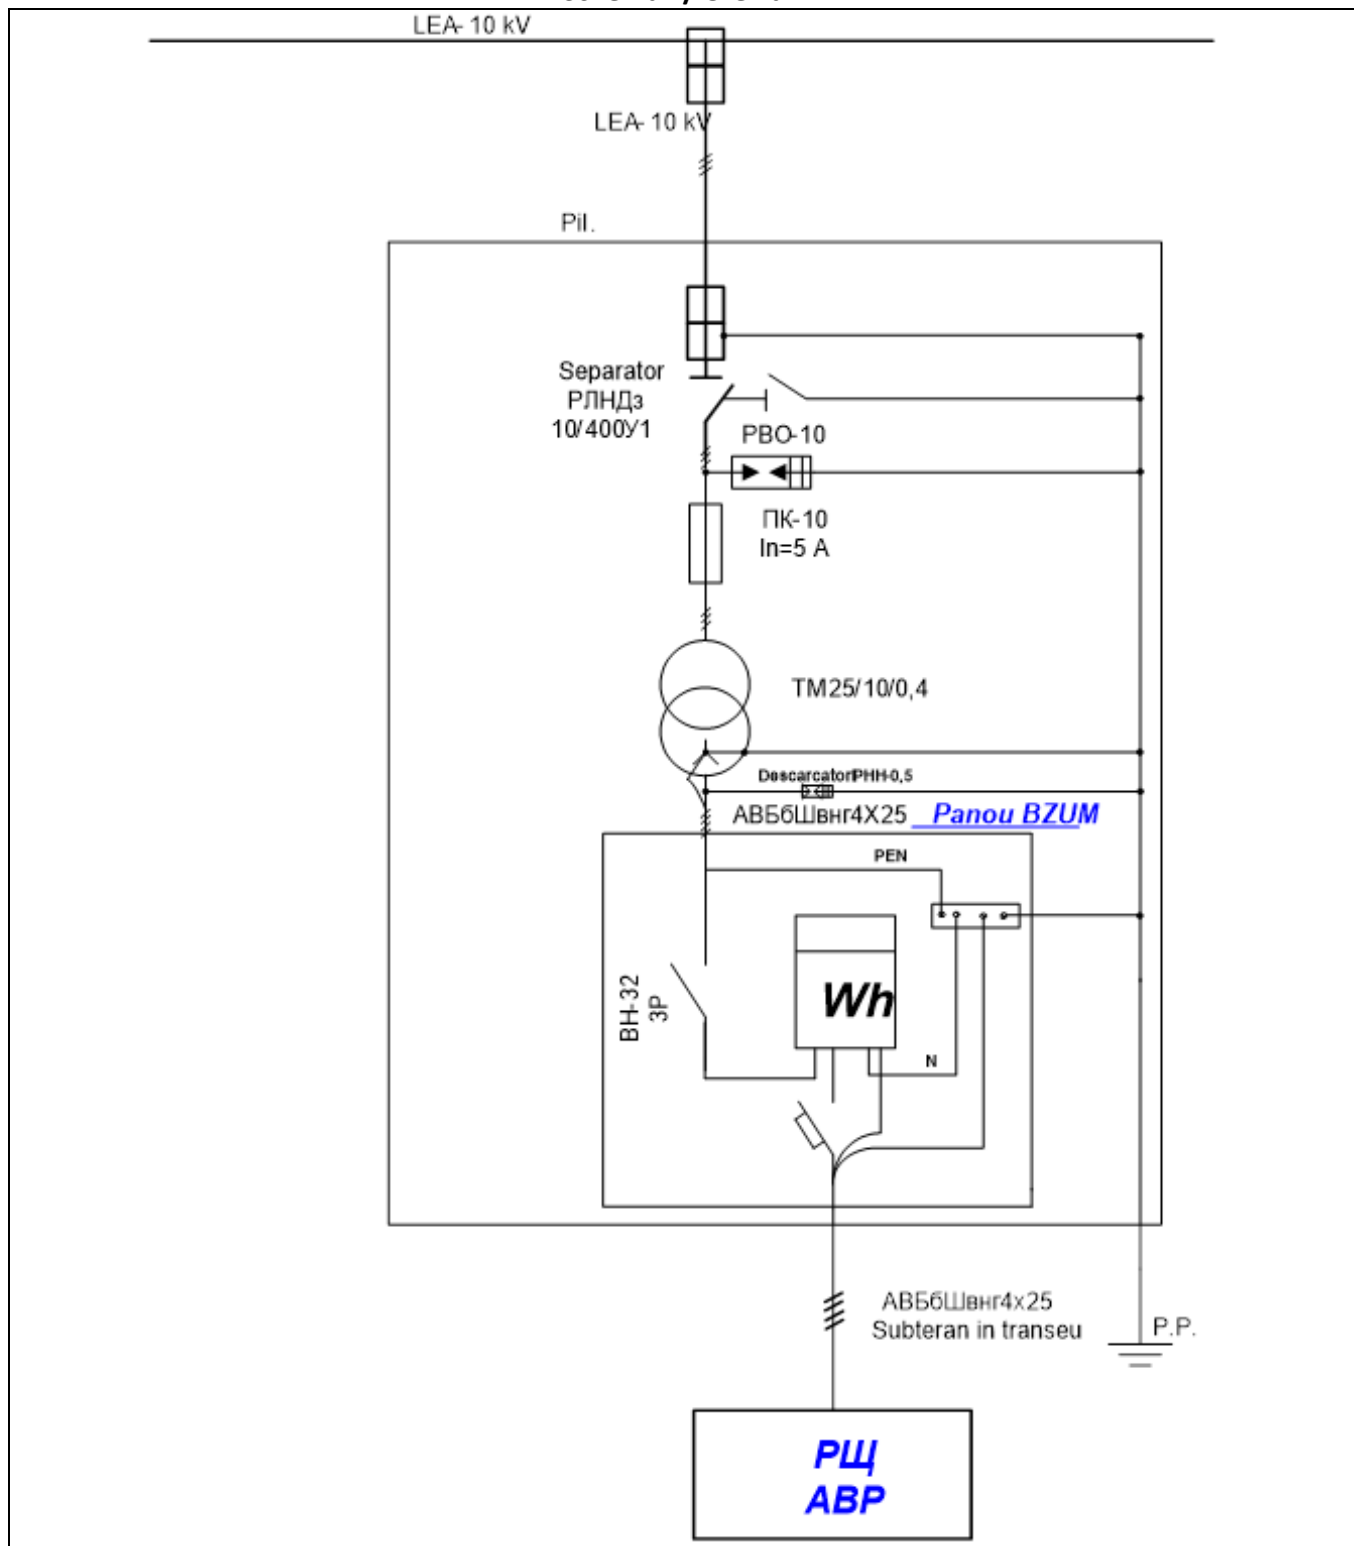 LEA- 10 kV
LEA- 10 kV
Pil.
Separator
РЛНДз
10/400У1
РВО-10
ПК-10
In=5 A
ТМ25/10/0,4
DescarcatorРНН-0,5
АВБбШвнг4Х25 Panou BZUM
PEN
ВН-32
3P
Wh
N
АВБбШвнг4х25
Subteran in transeu
P.P.
РЩ
АВР